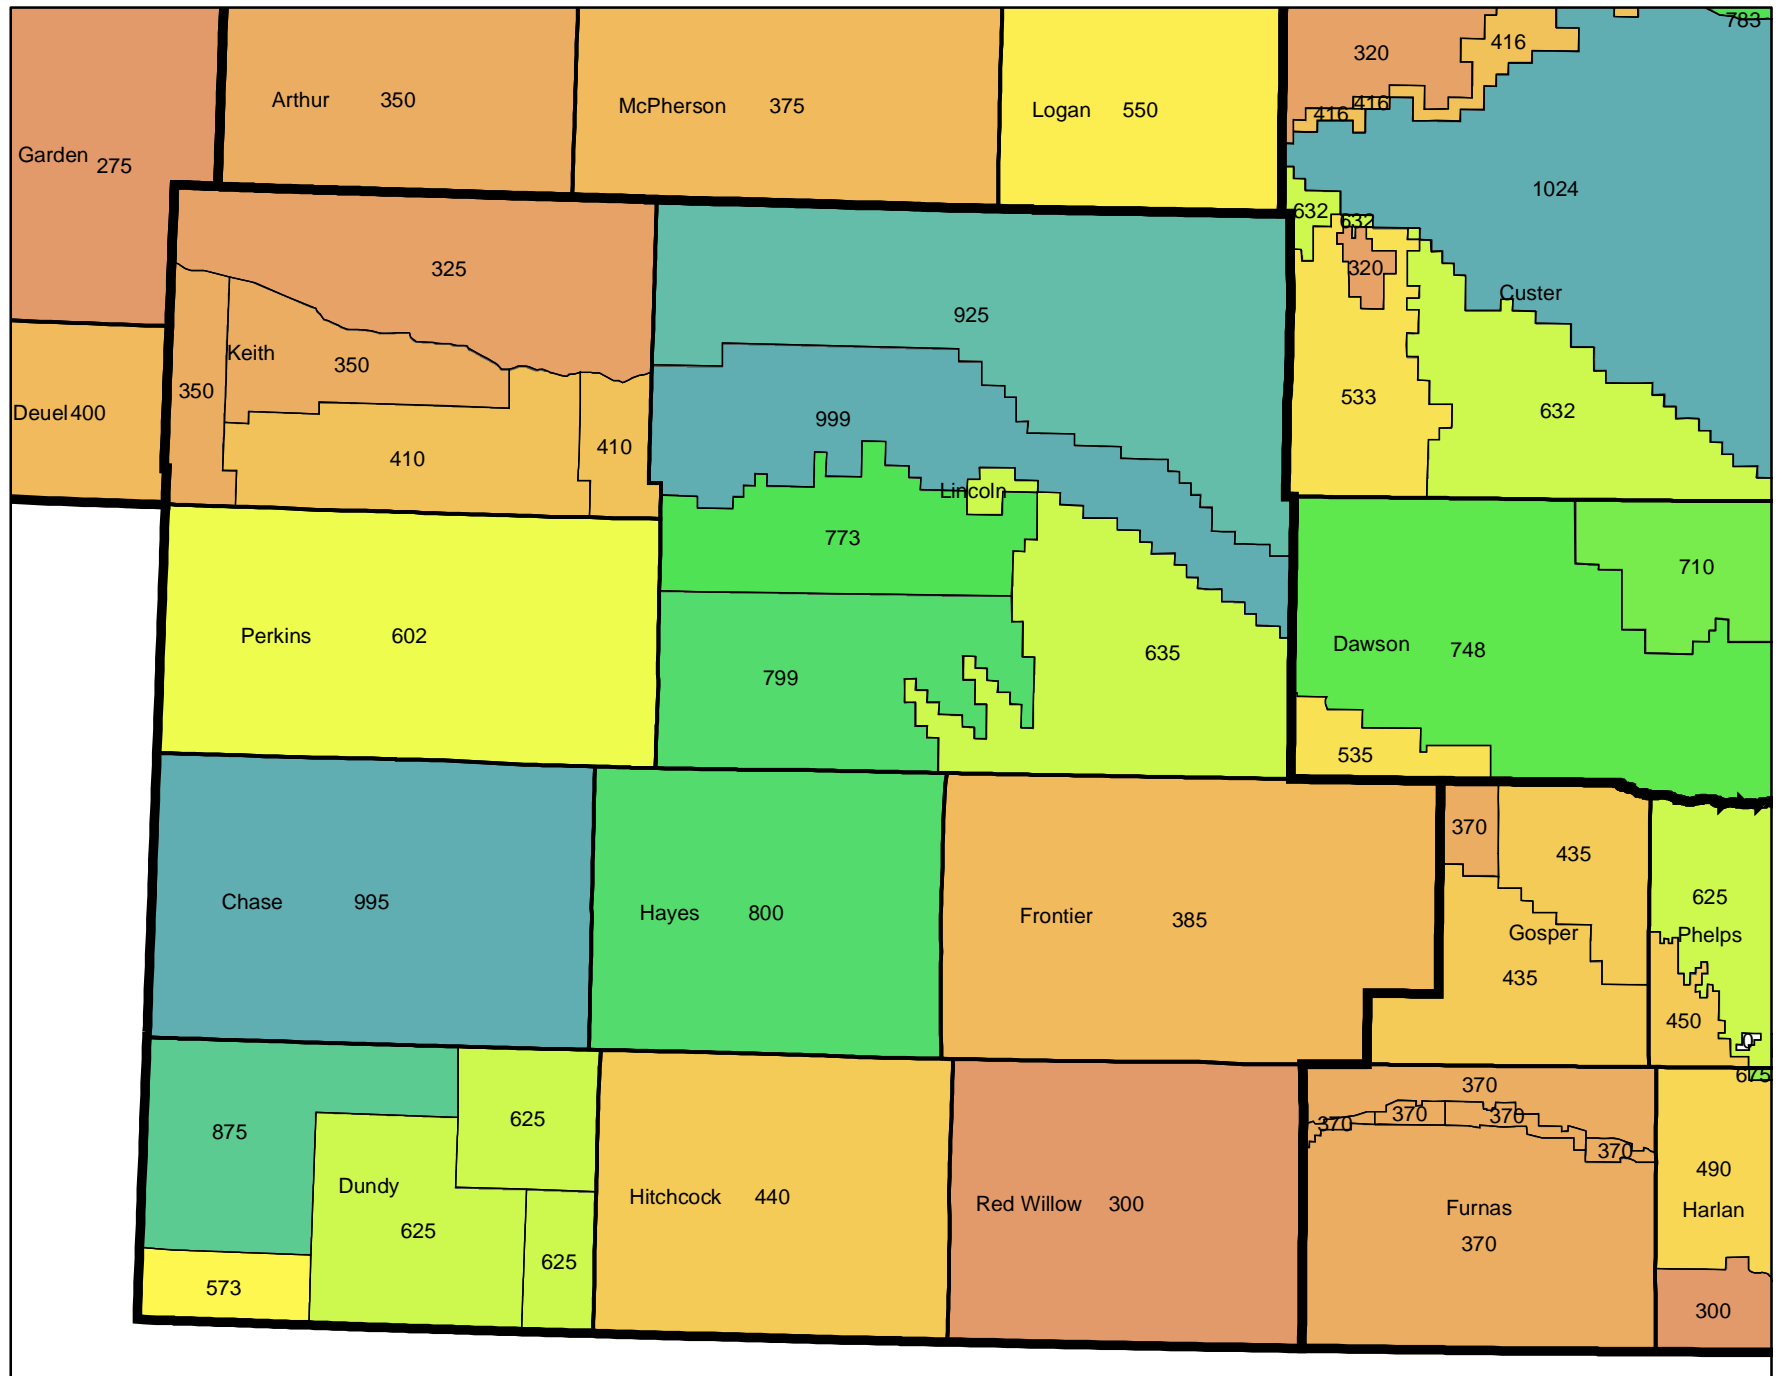 783
320
416
Arthur 350
McPherson 375
Logan 550
416
416
Garden 275
1024
632
632
325
320
Custer
925
Keith
350
350
533
632
Deuel 400
999
410
410
Lincoln
773
710
Perkins 602
Dawson 748
799
635
535
370
435
Chase 995
Hayes 800
Frontier 385
625
Gosper
Phelps
435
450
0
675
370
370
370
370
370
875
625
490
Dundy
Hitchcock 440
Red Willow 300
Furnas
Harlan
625
370
625
573
300